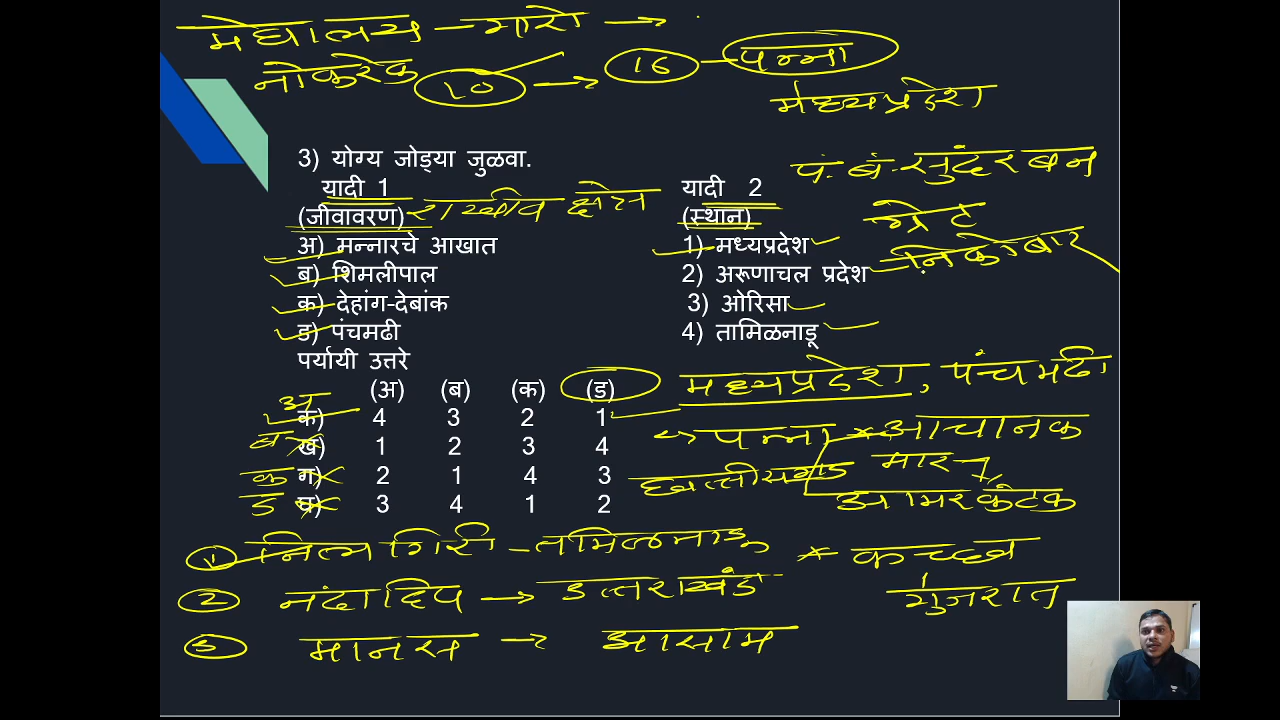 मेघालय – गारो →
नोकरेक 10 → 16 – पन्ना
मध्यप्रदेश
3) योग्य जोड्या जुळवा.
यादी 1 यादी 2
(जीवावरण) राखीव क्षेत्र (स्थान)
पं. बं. सुंदरबन
ग्रेट
निकोबार
अ) मन्नारचे आखात 1) मध्यप्रदेश
ब) शिमलीपाल 2) अरूणाचल प्रदेश
क) देहांग-देबांक 3) ओरिसा
ड) पंचमढी 4) तामिळनाडू
पर्यायी उत्तरे
(अ) (ब) (क) (ड) मध्यप्रदेश, पंचमढी
अ क) 4 3 2 1
ब ख) 1 2 3 4 → पन्ना * आचानक
क ग) 2 1 4 3 छत्तीसगड मार
ड घ) 3 4 1 2 अामरकंटक
1 निलगिरी – तमिळनाडू * कच्छ
2 नंदादिप → उत्तराखंड गुजरात
3 मानस → आसाम